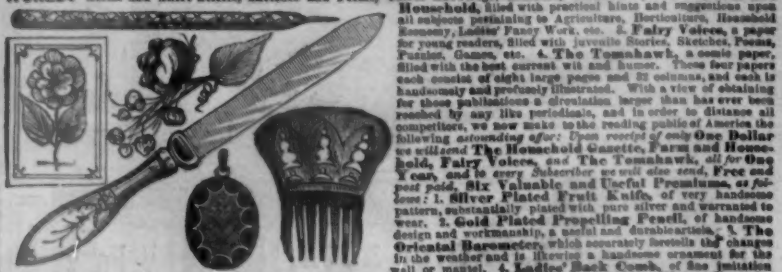 Household, filled with practical hints and suggestions upon
all subjects pertaining to Agriculture, Horticulture, Household
Economy, Ladies' Fancy Work, etc. 3. Fairy Voices, a paper
for young readers, filled with juvenile Stories, Sketches, Poems,
Puzzles, Games, etc. 4. The Tomahawk, a comic paper,
filled with the best current wit and humor. These four papers
each consist of eight large pages and 32 columns, and each is
handsomely and profusely illustrated. With a view of obtaining
for these publications a circulation larger than has ever been
reached by any like periodicals, and in order to distance all
competitors, we now make to the reading public of America the
following astounding offer: Upon receipt of only One Dollar
we will send The Household Gazette, Farm and House-
hold, Fairy Voices, and The Tomahawk, all for One
Year, and to every Subscriber we will also send, Free and
post paid, Six Valuable and Useful Premiums, as fol-
lows: 1. Silver Plated Fruit Knife, of very handsome
pattern, substantially plated with pure silver and warranted to
wear. 2. Gold Plated Propelling Pencil, of handsome
design and workmanship, a useful and durable article. 3. The
Oriental Barometer, which accurately foretells the changes
in the weather and is likewise a handsome ornament for the
wall or mantel. 4. Ladies' Back Comb, of fine imitation